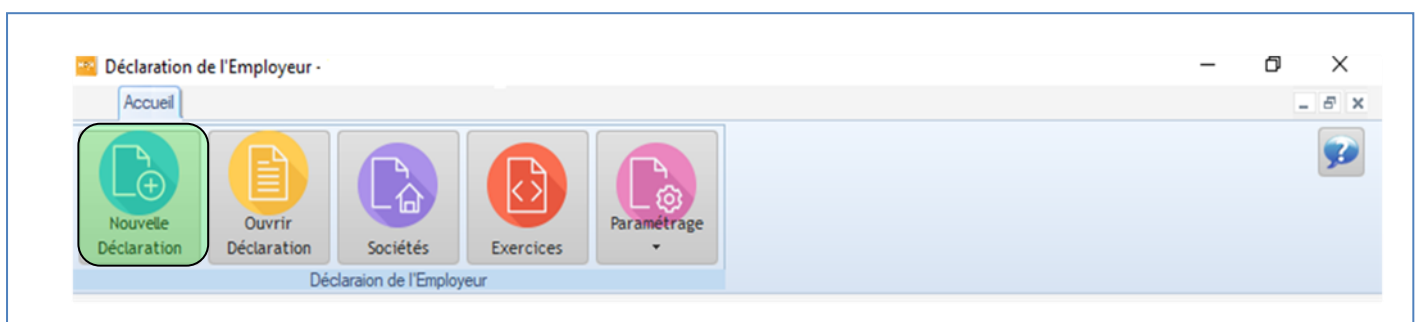 Déclaration de l'Employeur -
Accueil
Nouvelle
Déclaration
Ouvrir
Déclaration
Sociétés
Exercices
Paramétrage
Déclaraion de l'Employeur